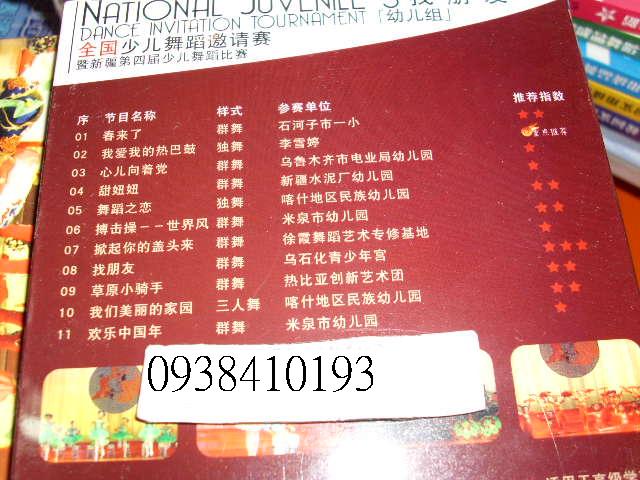 NATIONAL JUVENILE
DANCE INVITATION TOURNAMENT「幼儿组」
全国少儿舞蹈邀请赛
暨新疆第四届少儿舞蹈比赛
序 节目名称 样式 参赛单位 推荐指数
01 春来了 群舞 石河子市一小 ★★
02 我爱我的热巴鼓 独舞 李雪婷 重点推荐
03 心儿向着党 群舞 乌鲁木齐市电业局幼儿园 ★
04 甜妞妞 群舞 新疆水泥厂幼儿园 ★
05 舞蹈之恋 独舞 喀什地区民族幼儿园 ★★
06 搏击操--世界风 群舞 米泉市幼儿园 ★★
07 掀起你的盖头来 群舞 徐霞舞蹈艺术专修基地 ★
08 找朋友 群舞 乌石化青少年宫 ★★★
09 草原小骑手 群舞 热比亚创新艺术团 ★★
10 我们美丽的家园 三人舞 喀什地区民族幼儿园 ★★
11 欢乐中国年 群舞 米泉市幼儿园 ★
0938410193